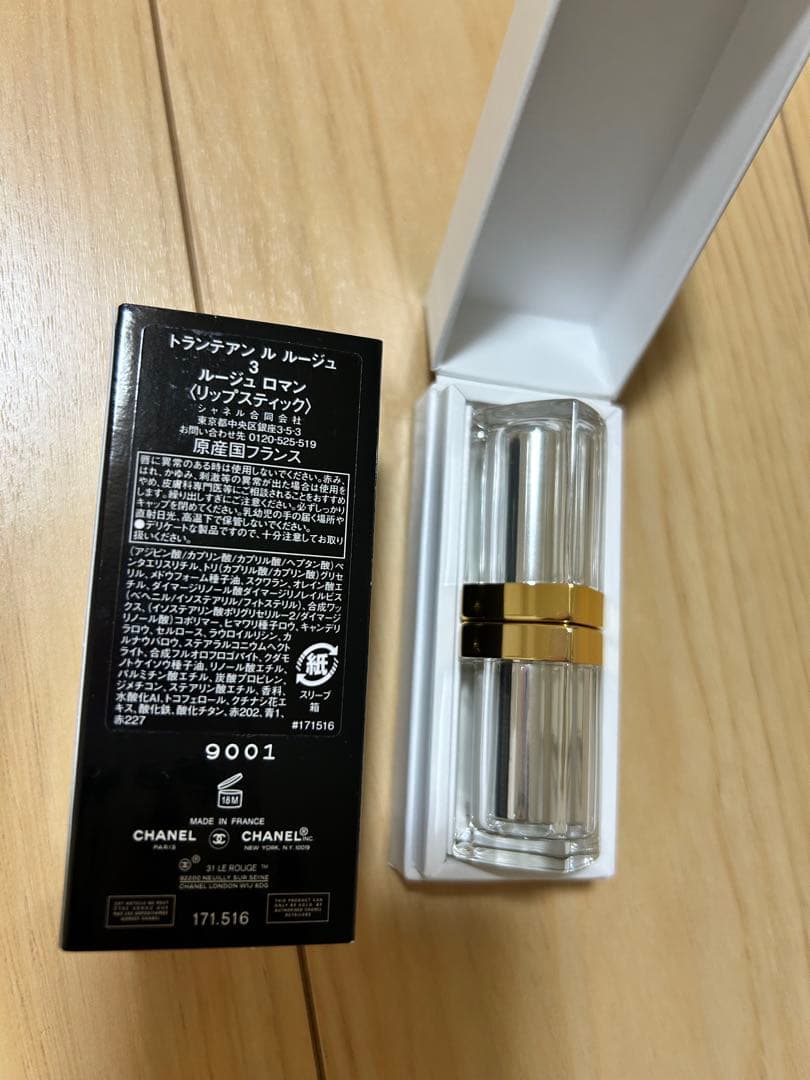 トランテアン ル ルージュ
3
ルージュ ロマン
〈リップスティック〉
シャネル合同会社
東京都中央区銀座3-5-3
お問い合わせ先 0120-525-519
原産国フランス
唇に異常のある時は使用しないでください。赤み、
はれ、かゆみ、刺激等の異常が出た場合は使用を
やめ、皮膚科専門医等にご相談されることをおすすめ
します。繰り出しすぎにご注意ください。必ずしっかり
キャップを閉めてください。乳幼児の手の届く場所や
直射日光、高温下で保管しないでください。
●デリケートな製品ですので、十分注意してお取り
扱いください。
(アジピン酸/カプリン酸/カプリル酸/ヘプタン酸)ペ
ンタエリスリチル、トリ(カプリル酸/カプリン酸)グリセ
リル、メドウフォーム種子油、スクワラン、オレイン酸エ
チル、ダイマージリノール酸ダイマージリノレイルビス
(ベヘニル/イソステアリル/フィトステリル)、合成ワッ
クス、(イソステアリン酸ポリグリセリル-2/ダイマージ
リノール酸)コポリマー、ヒマワリ種子ロウ、キャンデリ
ラロウ、セルロース、ラウロイルリシン、カ
ルナウバロウ、ステアラルコニウムヘクト
ライト、合成フルオロフロゴパイト、クダモ
ノトケイソウ種子油、リノール酸エチル、
パルミチン酸エチル、炭酸プロピレン、
ジメチコン、ステアリン酸エチル、香料、
水酸化Al、トコフェロール、クチナシ花エ
キス、酸化鉄、酸化チタン、赤202、青1、
赤227
紙
スリーブ
箱
#171516
9001
18M
MADE IN FRANCE
CHANEL CHANEL® INC.
PARIS NEW YORK, N.Y. 10019
® 31 LE ROUGE ™
92200 NEUILLY SUR SEINE
CHANEL LONDON W1J 6DG
THIS PRODUCT CAN
ONLY BE SOLD BY
AUTHORISED CHANEL
RETAILERS
171.516